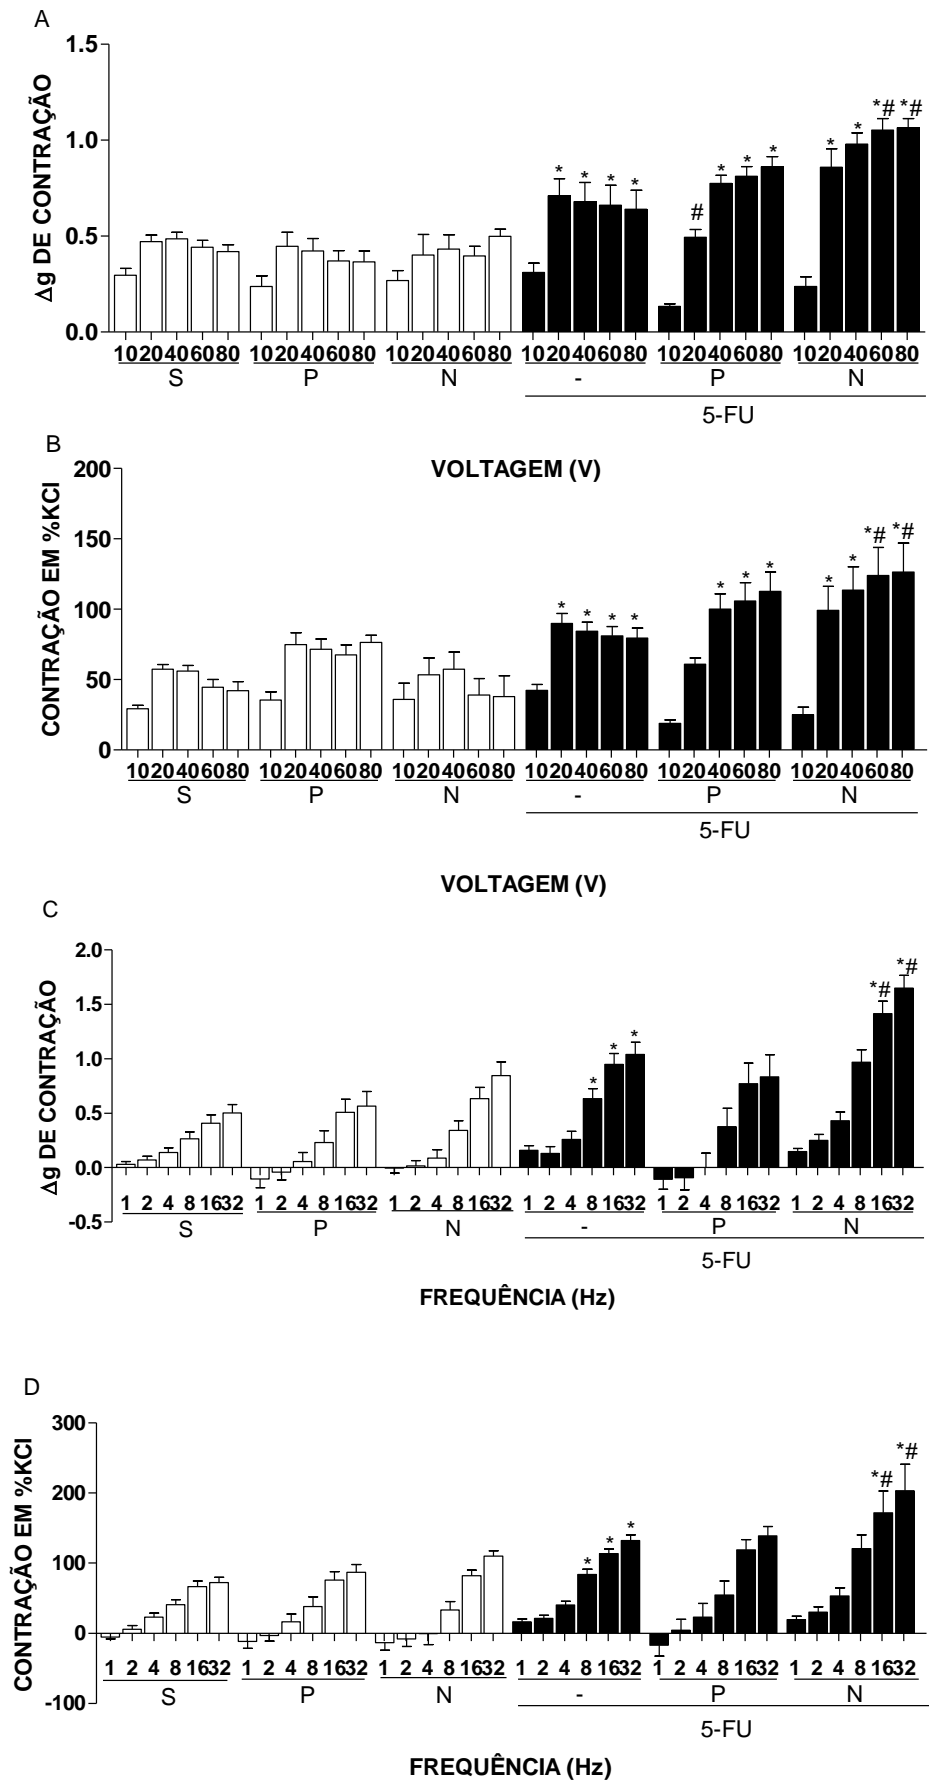 A
Δg DE CONTRAÇÃO
1.5
*# *#
* * *
1.0
* * * * * * *
#
0.5
0.0
10 20 40 60 80 10 20 40 60 80 10 20 40 60 80 10 20 40 60 80 10 20 40 60 80 10 20 40 60 80
S P N - P N
5-FU
VOLTAGEM (V)
B
CONTRAÇÃO EM %KCl
200
*# *#
150
* * * * * * * * *
100
50
0
10 20 40 60 80 10 20 40 60 80 10 20 40 60 80 10 20 40 60 80 10 20 40 60 80 10 20 40 60 80
S P N - P N
5-FU
VOLTAGEM (V)
C
Δg DE CONTRAÇÃO
2.0
*# *#
1.5
* * *
1.0
0.5
0.0
1 2 4 8 16 32 1 2 4 8 16 32 1 2 4 8 16 32 1 2 4 8 16 32 1 2 4 8 16 32 1 2 4 8 16 32
-0.5
S P N - P N
5-FU
FREQUÊNCIA (Hz)
D
CONTRAÇÃO EM %KCl
300
*# *#
200
* * *
100
0
1 2 4 8 16 32 1 2 4 8 16 32 1 2 4 8 16 32 1 2 4 8 16 32 1 2 4 8 16 32 1 2 4 8 16 32
-100
S P N - P N
5-FU
FREQUÊNCIA (Hz)